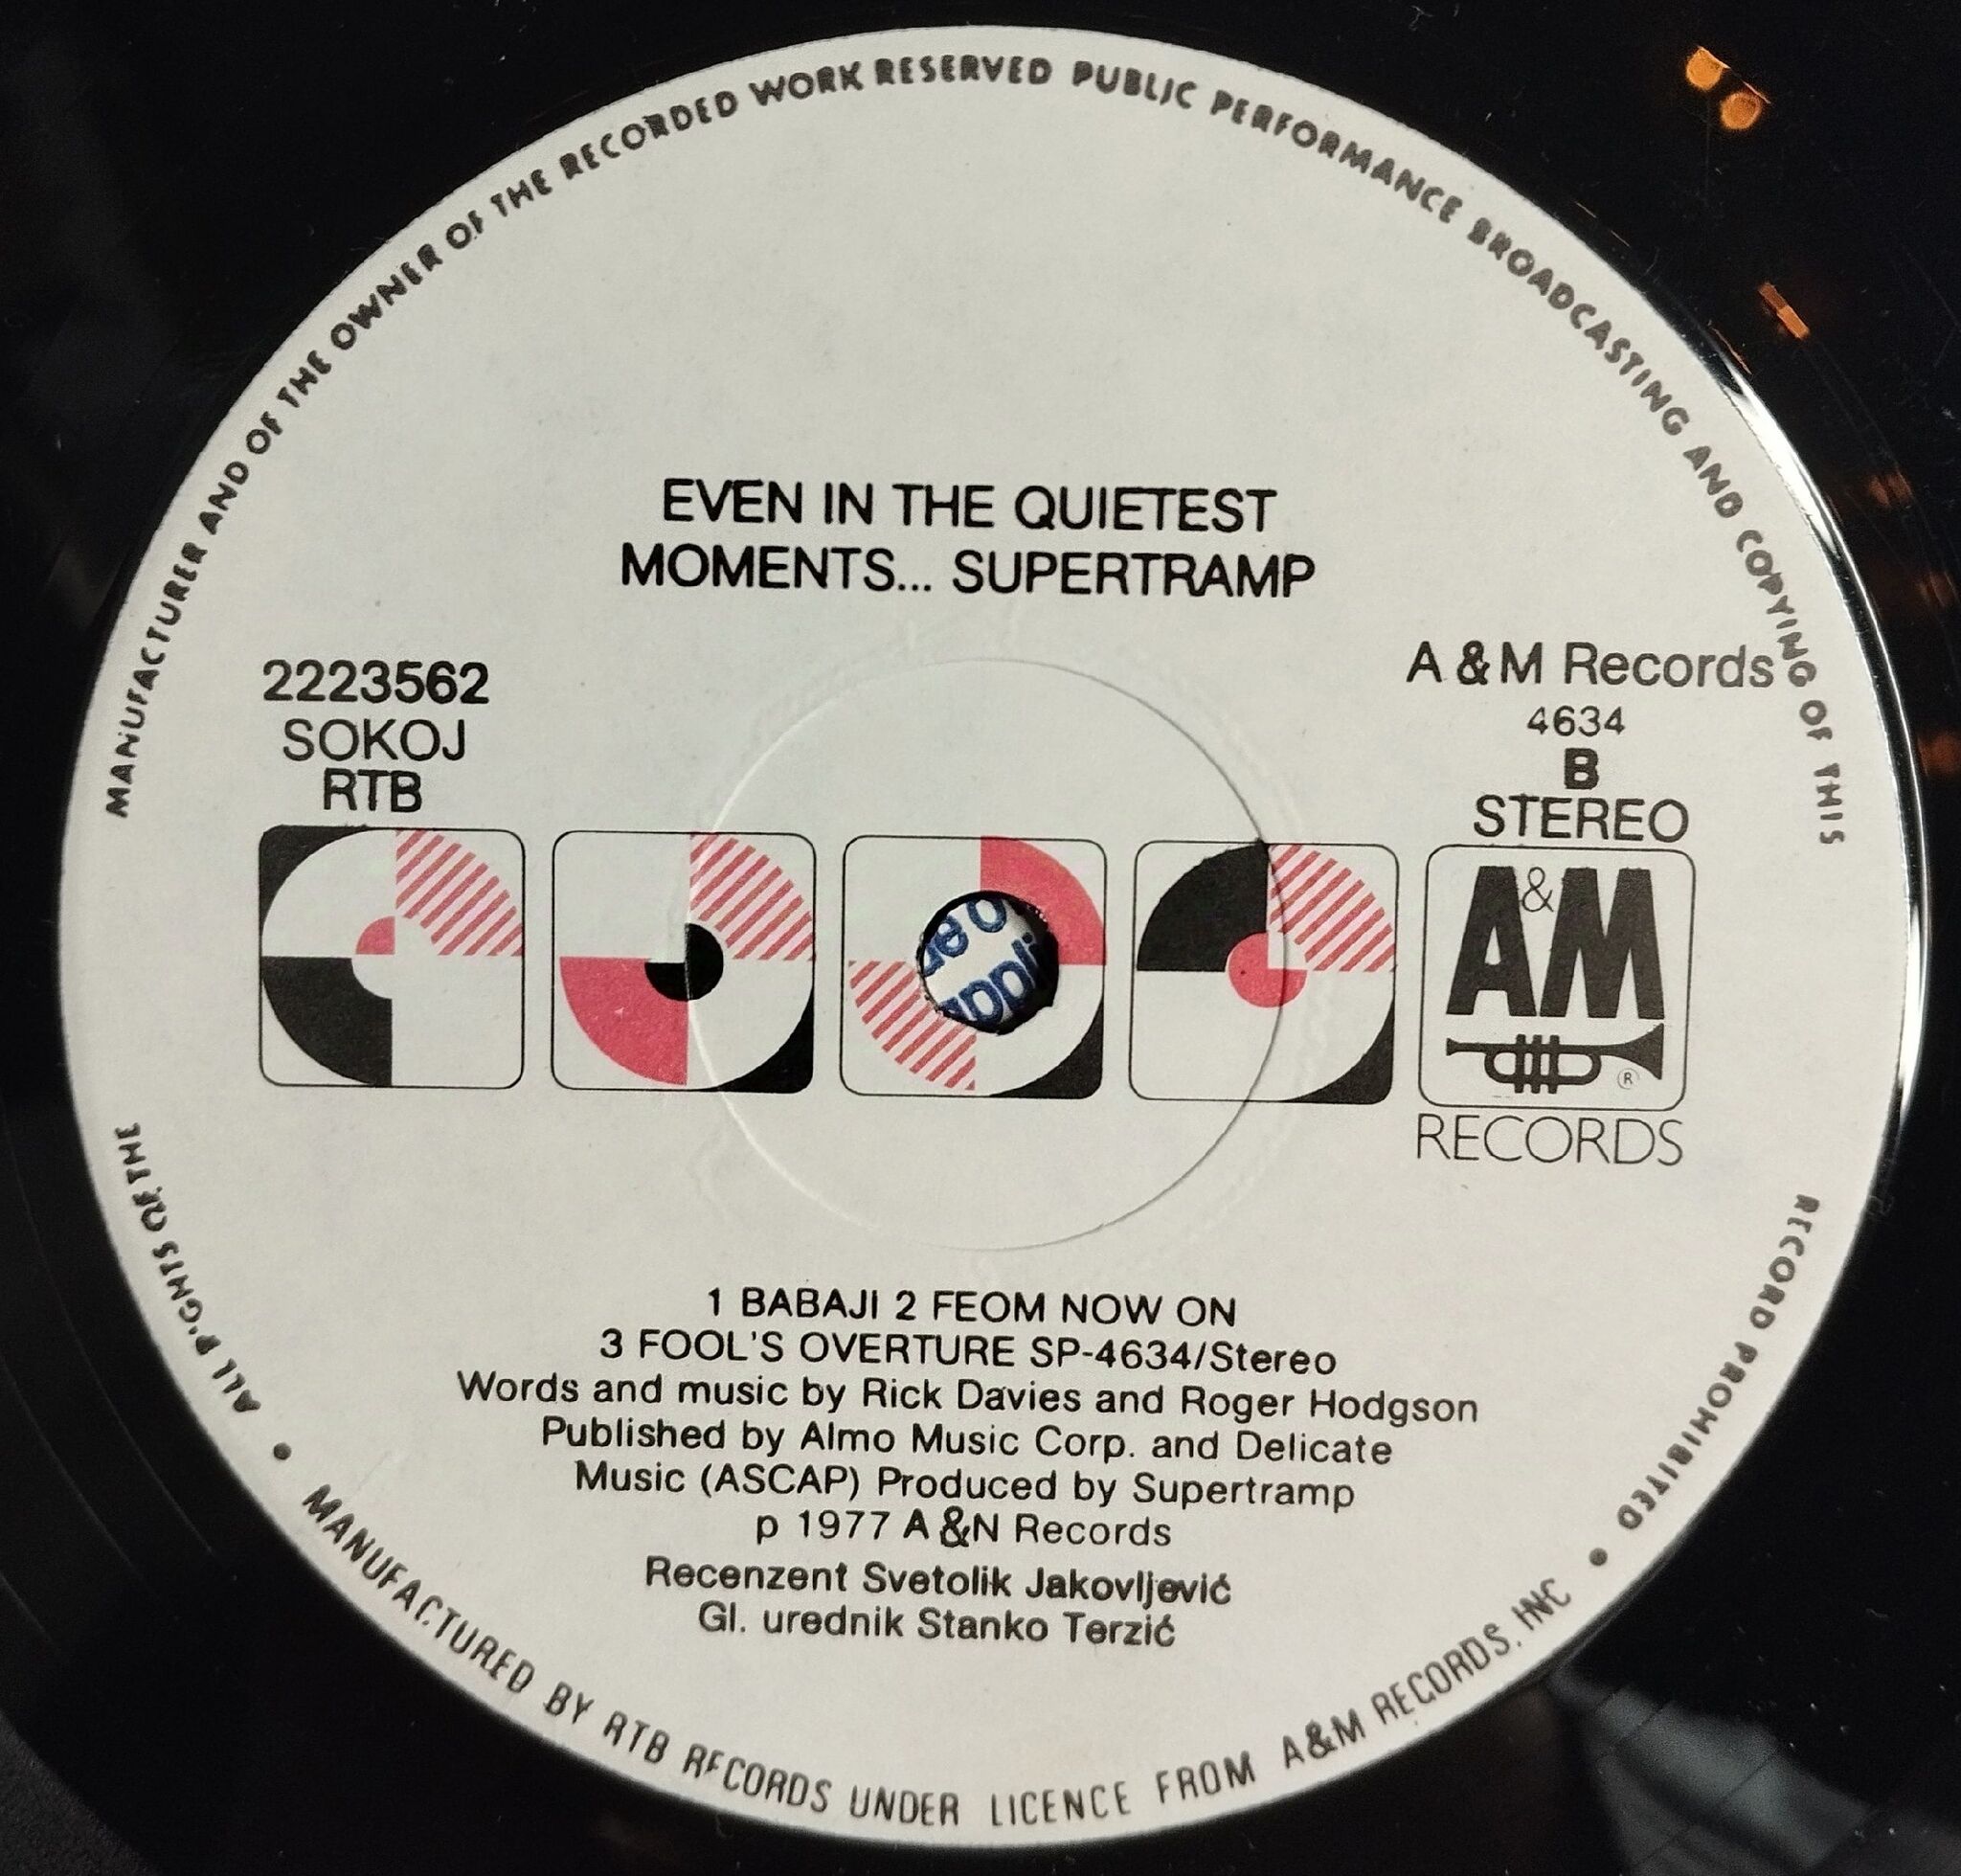 MANUFACTURER AND OF THE OWNER OF THE RECORDED WORK RESERVED PUBLIC PERFORMANCE BROADCASTING AND COPYING OF THIS
EVEN IN THE QUIETEST
MOMENTS... SUPERTRAMP
2223562
SOKOJ
RTB
A & M Records
4634
B
STEREO
A&M
®
RECORDS
1 BABAJI 2 FEOM NOW ON
3 FOOL'S OVERTURE SP-4634/Stereo
Words and music by Rick Davies and Roger Hodgson
Published by Almo Music Corp. and Delicate
Music (ASCAP) Produced by Supertramp
p 1977 A &N Records
Recenzent Svetolik Jakovljević
Gl. urednik Stanko Terzić
RECORD PROHIBITED •
ALL RIGHTS OF THE
• MANUFACTURED BY RTB RECORDS UNDER LICENCE FROM A&M RECORDS, INC